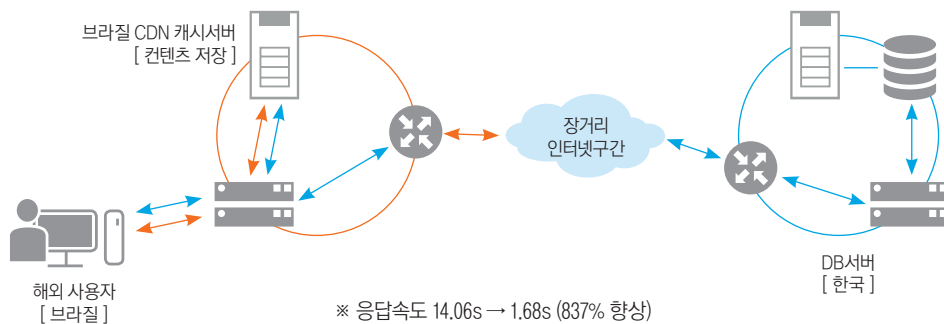 브라질 CDN 캐시서버
[ 컨텐츠 저장 ]
장거리
인터넷구간
해외 사용자
[ 브라질 ]
DB서버
[ 한국 ]
※ 응답속도 14.06s → 1.68s (837% 향상)